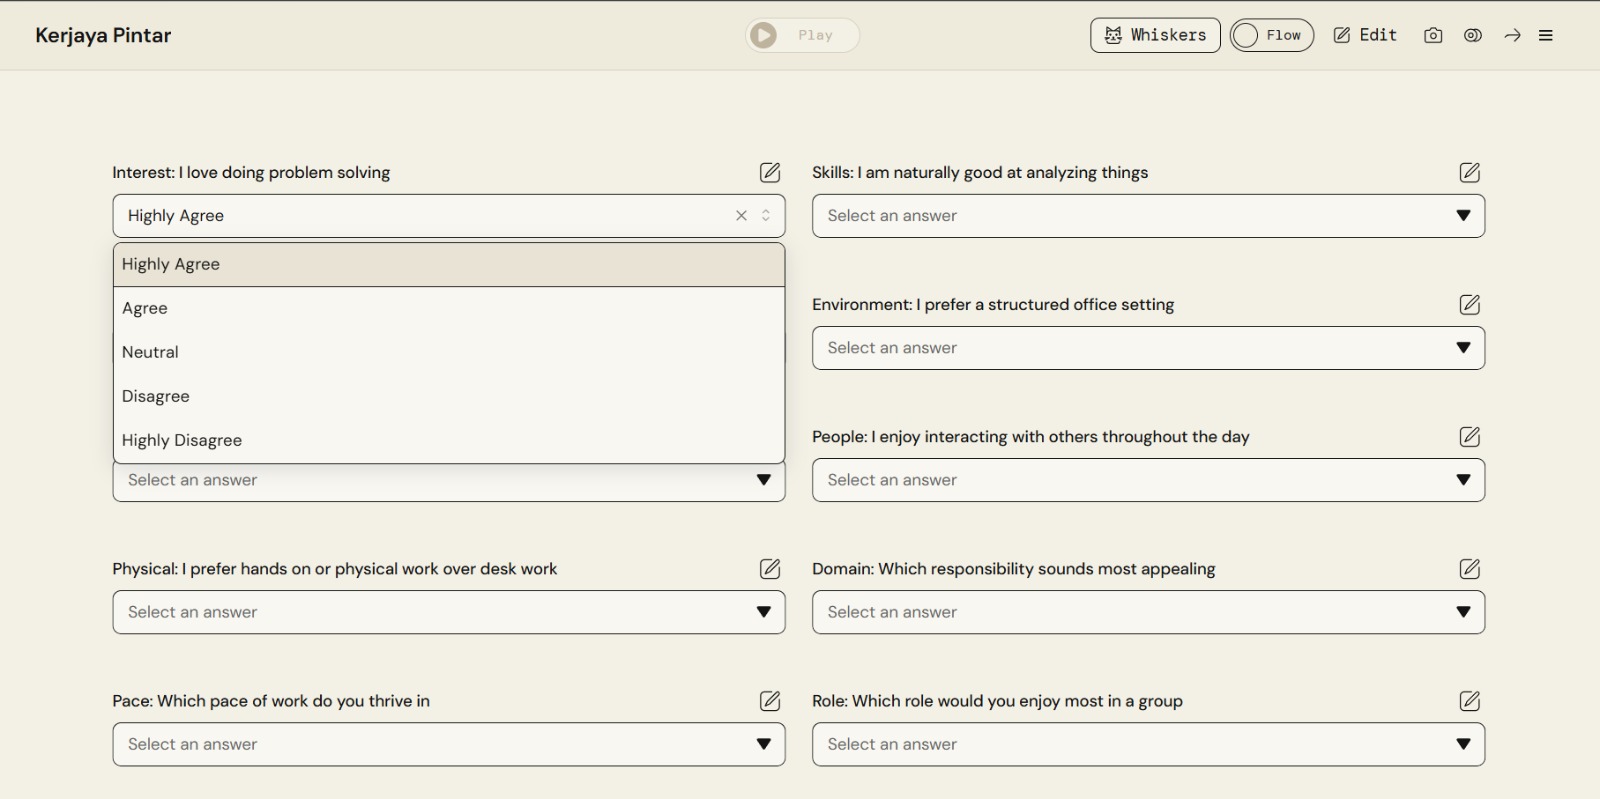 Kerjaya Pintar
Play
Whiskers
Flow
Edit
Interest: I love doing problem solving
Highly Agree
Highly Agree
Agree
Neutral
Disagree
Highly Disagree
Select an answer
Skills: I am naturally good at analyzing things
Select an answer
Environment: I prefer a structured office setting
Select an answer
People: I enjoy interacting with others throughout the day
Select an answer
Physical: I prefer hands on or physical work over desk work
Select an answer
Domain: Which responsibility sounds most appealing
Select an answer
Pace: Which pace of work do you thrive in
Select an answer
Role: Which role would you enjoy most in a group
Select an answer